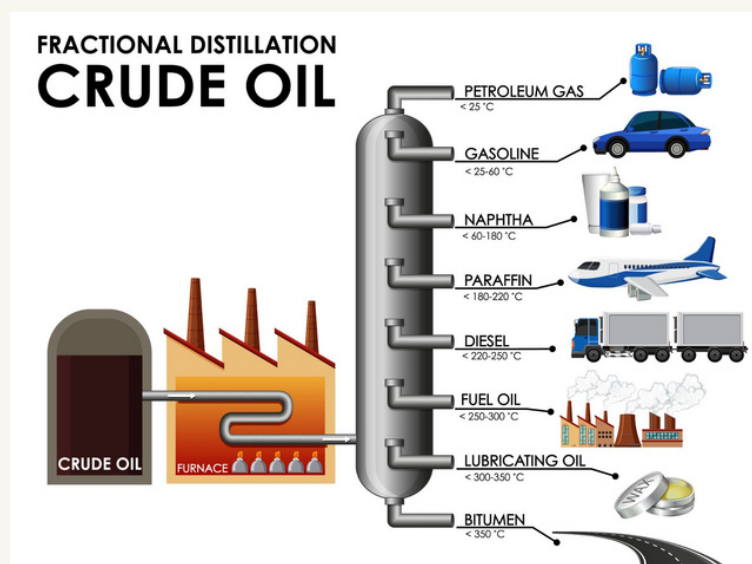 FRACTIONAL DISTILLATION
CRUDE OIL
PETROLEUM GAS
< 25 °C
GASOLINE
< 25-60 °C
NAPHTHA
< 60-180 °C
PARAFFIN
< 180-220 °C
DIESEL
< 220-250 °C
FUEL OIL
< 250-300 °C
LUBRICATING OIL
< 300-350 °C
WAX
BITUMEN
< 350 °C
CRUDE OIL
FURNACE